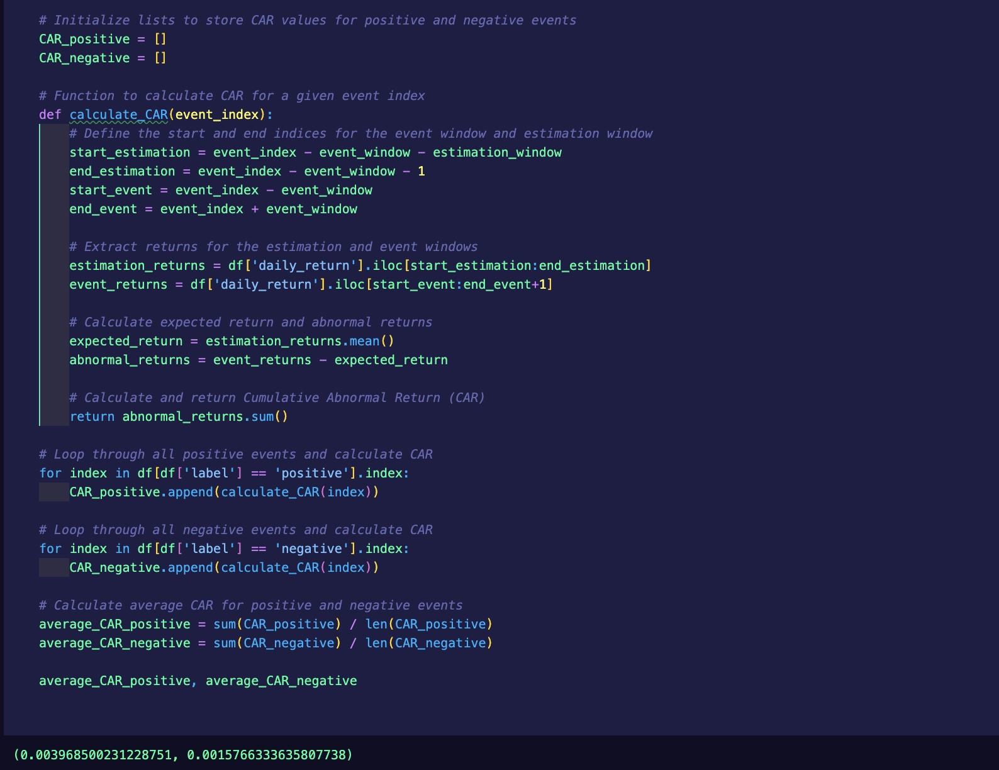 # Initialize lists to store CAR values for positive and negative events
CAR_positive = []
CAR_negative = []
# Function to calculate CAR for a given event index
def calculate_CAR(event_index):
# Define the start and end indices for the event window and estimation window
start_estimation = event_index - event_window - estimation_window
end_estimation = event_index - event_window - 1
start_event = event_index - event_window
end_event = event_index + event_window
# Extract returns for the estimation and event windows
estimation_returns = df['daily_return'].iloc[start_estimation:end_estimation]
event_returns = df['daily_return'].iloc[start_event:end_event+1]
# Calculate expected return and abnormal returns
expected_return = estimation_returns.mean()
abnormal_returns = event_returns - expected_return
# Calculate and return Cumulative Abnormal Return (CAR)
return abnormal_returns.sum()
# Loop through all positive events and calculate CAR
for index in df[df['label'] == 'positive'].index:
CAR_positive.append(calculate_CAR(index))
# Loop through all negative events and calculate CAR
for index in df[df['label'] == 'negative'].index:
CAR_negative.append(calculate_CAR(index))
# Calculate average CAR for positive and negative events
average_CAR_positive = sum(CAR_positive) / len(CAR_positive)
average_CAR_negative = sum(CAR_negative) / len(CAR_negative)
average_CAR_positive, average_CAR_negative
(0.003968500231228751, 0.0015766333635807738)